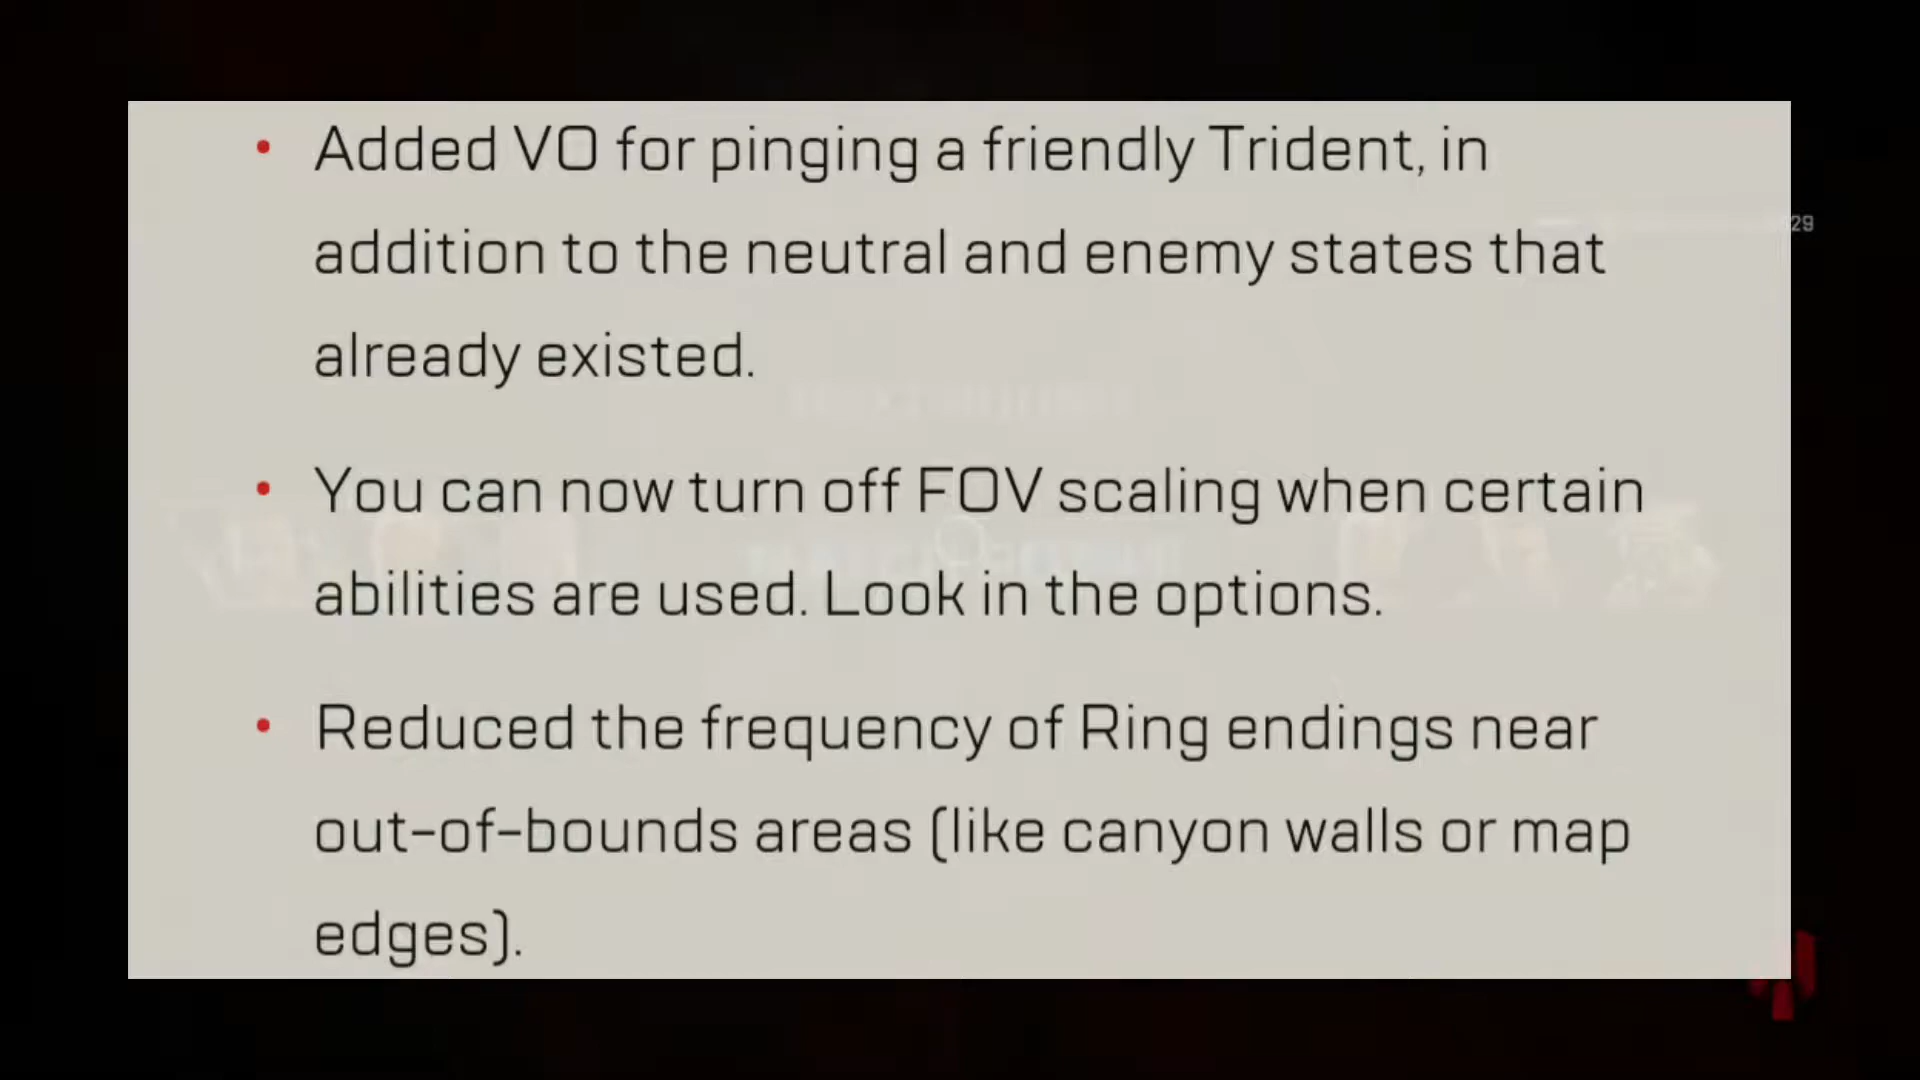 • Added VO for pinging a friendly Trident, in
addition to the neutral and enemy states that
already existed.
• You can now turn off FOV scaling when certain
abilities are used. Look in the options.
• Reduced the frequency of Ring endings near
out-of-bounds areas (like canyon walls or map
edges).
29